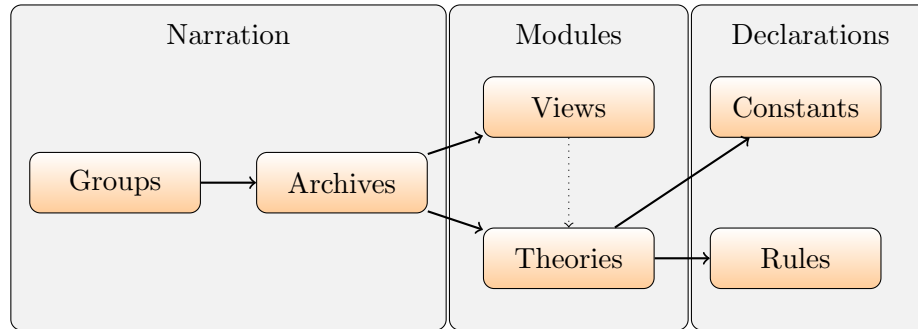 Narration
Modules
Declarations
Views
Constants
Groups
Archives
Theories
Rules